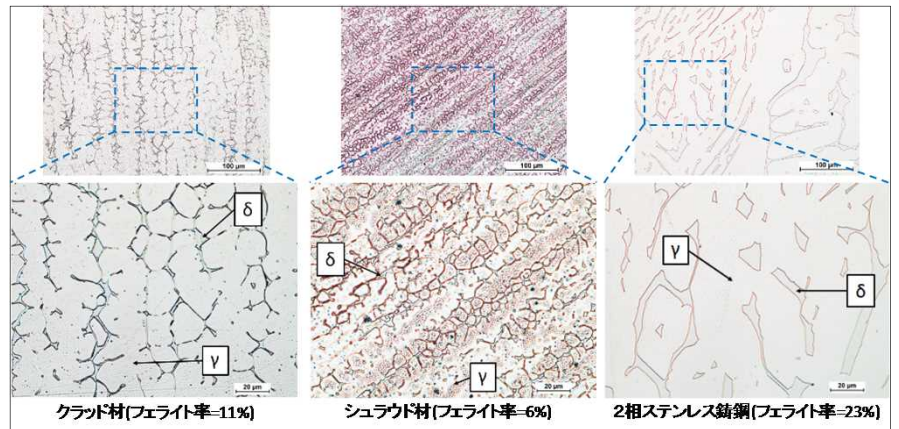 100 μm
100 μm
100 μm
δ
γ
20 μm
δ
γ
20 μm
γ
δ
20 μm
クラッド材(フェライト率=11%)
シュラウド材(フェライト率=6%)
2相ステンレス鋳鋼(フェライト率=23%)